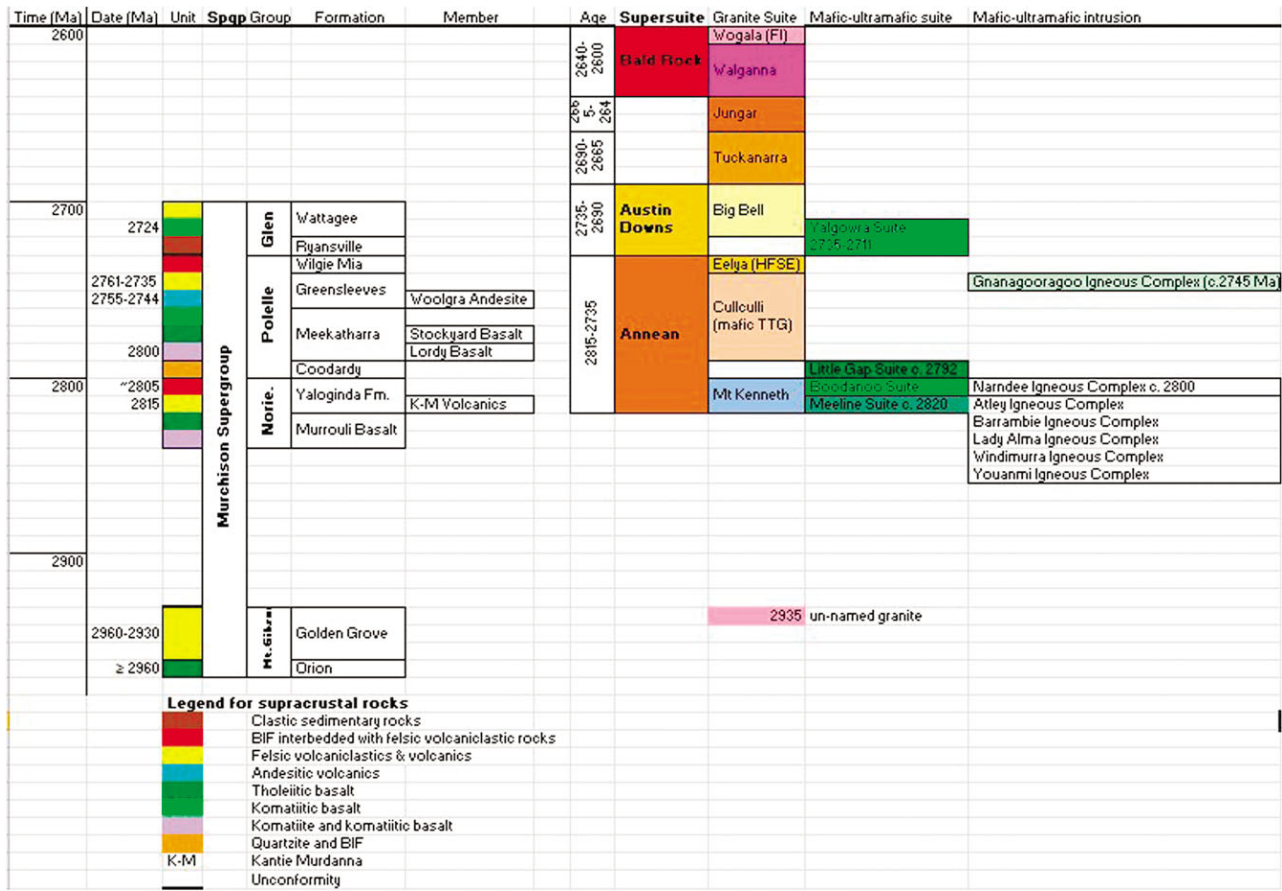 Time (Ma) Date (Ma) Unit Spgp Group Formation Member Age Supersuite Granite Suite Mafic-ultramafic suite Mafic-ultramafic intrusion
2600 Wogala (FI)
2640-2600 Bald Rock Walganna
266 5- 264 Jungar
2690-2665 Tuckanarra
2700 Glen Wattagee 2735-2690 Austin Downs Big Bell
2724 Yalgowra Suite 2735-2711
Ryansville
Murchison Supergroup
Polelle Wilgie Mia 2815-2735 Annean Eelya (HFSE)
2761-2735 Greensleeves Gnanagooragoo Igneous Complex (c.2745 Ma)
2755-2744 Woolgra Andesite Cullculli (mafic TTG)
Meekatharra Stockyard Basalt
2800 Lordy Basalt
Coodardy Little Gap Suite c. 2792
2800 ~2805 Norie. Yaloginda Fm. Mt Kenneth Boodanoo Suite Narndee Igneous Complex c. 2800
2815 K-M Volcanics Meeline Suite c. 2820 Atley Igneous Complex
Murrouli Basalt Barrambie Igneous Complex
Lady Alma Igneous Complex
Windimurra Igneous Complex
Youanmi Igneous Complex
2900
2935 un-named granite
2960-2930 Golden Grove
≥ 2960 Orion
Legend for supracrustal rocks
Clastic sedimentary rocks
BIF interbedded with felsic volcaniclastic rocks
Felsic volcaniclastics & volcanics
Andesitic volcanics
Tholeiitic basalt
Komatiitic basalt
Komatiite and komatiitic basalt
Quartzite and BIF
K-M Kantie Murdanna
Unconformity